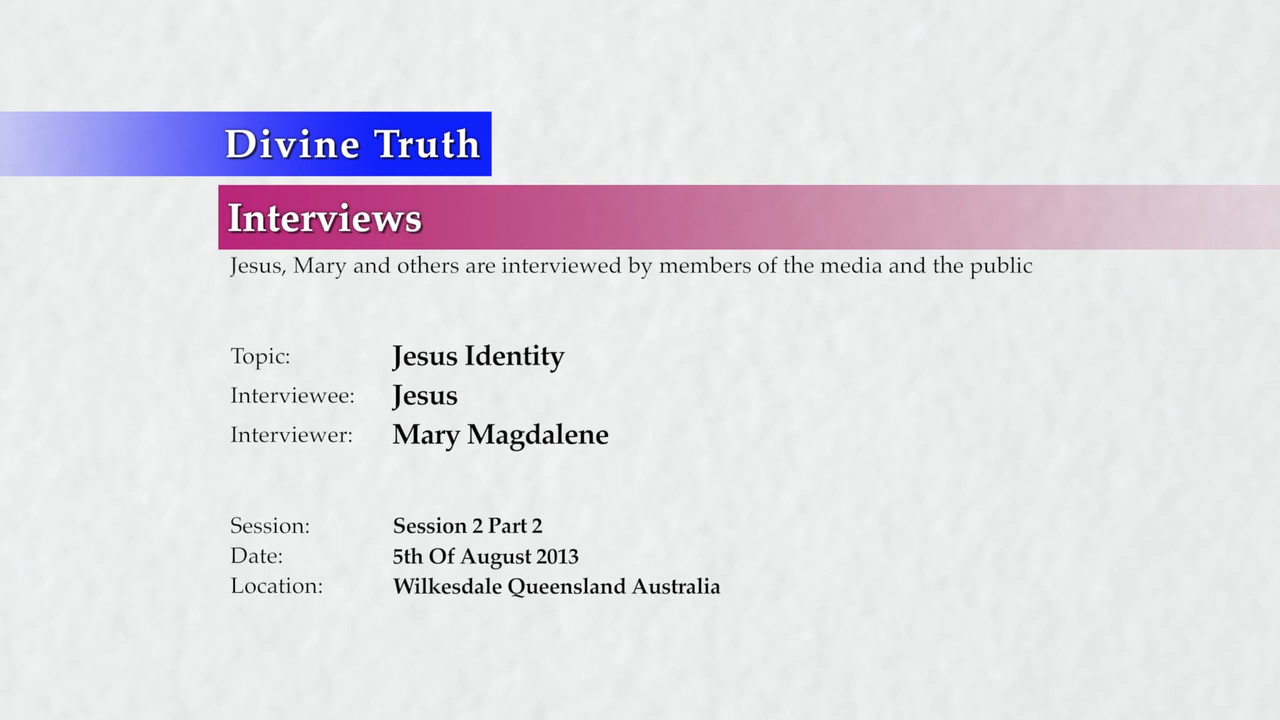 Divine Truth
Interviews
Jesus, Mary and others are interviewed by members of the media and the public
Topic: Jesus Identity
Interviewee: Jesus
Interviewer: Mary Magdalene
Session: Session 2 Part 2
Date: 5th Of August 2013
Location: Wilkesdale Queensland Australia